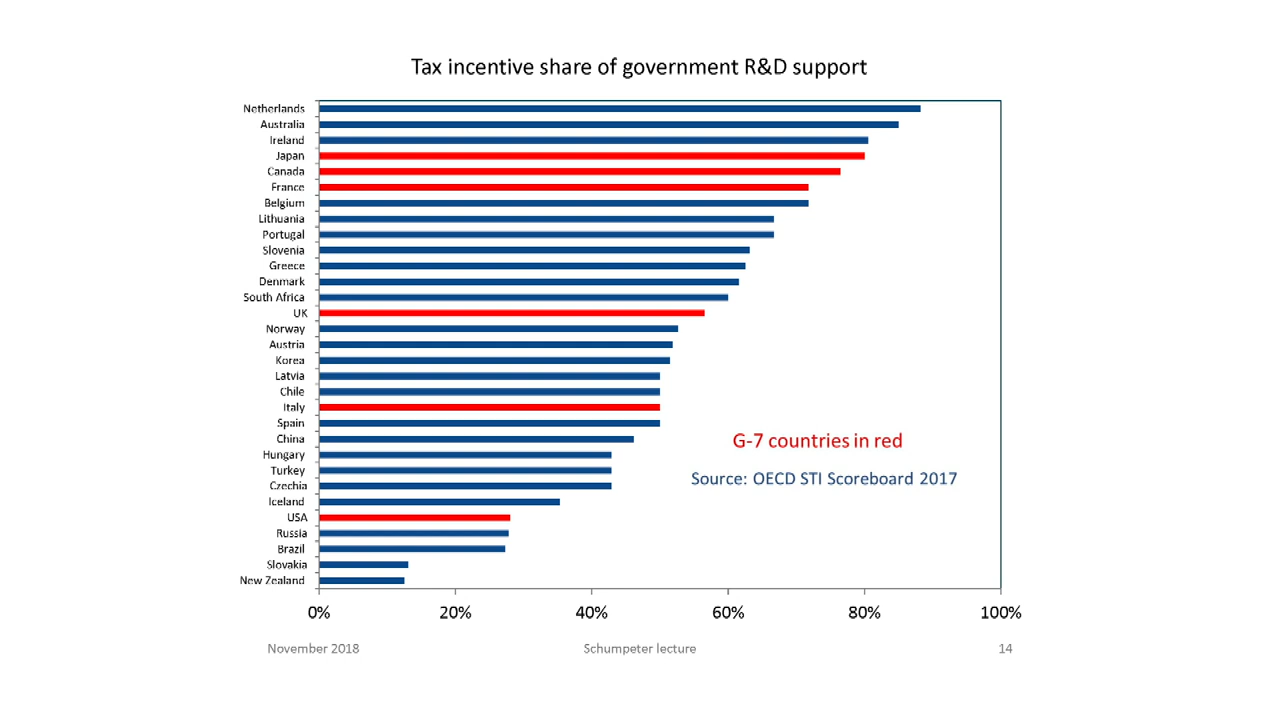 Tax incentive share of government R&D support
Netherlands
Australia
Ireland
Japan
Canada
France
Belgium
Lithuania
Portugal
Slovenia
Greece
Denmark
South Africa
UK
Norway
Austria
Korea
Latvia
Chile
Italy
Spain
China
Hungary
Turkey
Czechia
Iceland
USA
Russia
Brazil
Slovakia
New Zealand
G-7 countries in red
Source: OECD STI Scoreboard 2017
0% 20% 40% 60% 80% 100%
November 2018 Schumpeter lecture 14